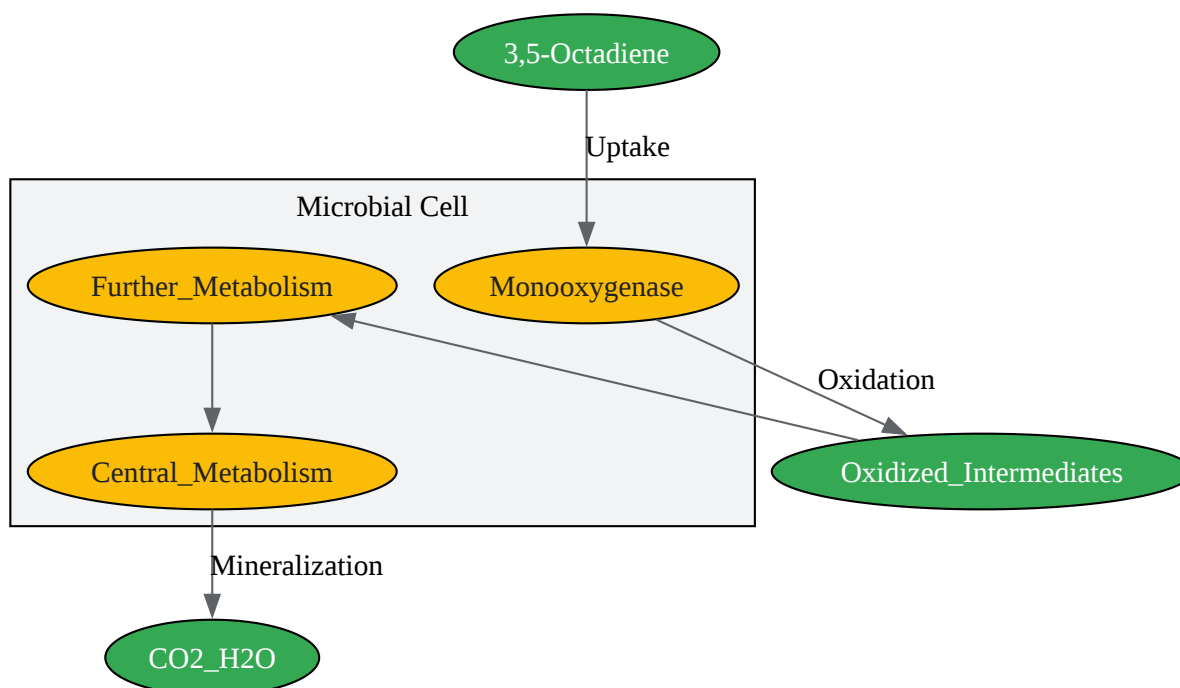 3,5-Octadiene
Uptake
Microbial Cell
Further_Metabolism
Monooxygenase
Oxidation
Central_Metabolism
Oxidized_Intermediates
Mineralization
CO2_H2O